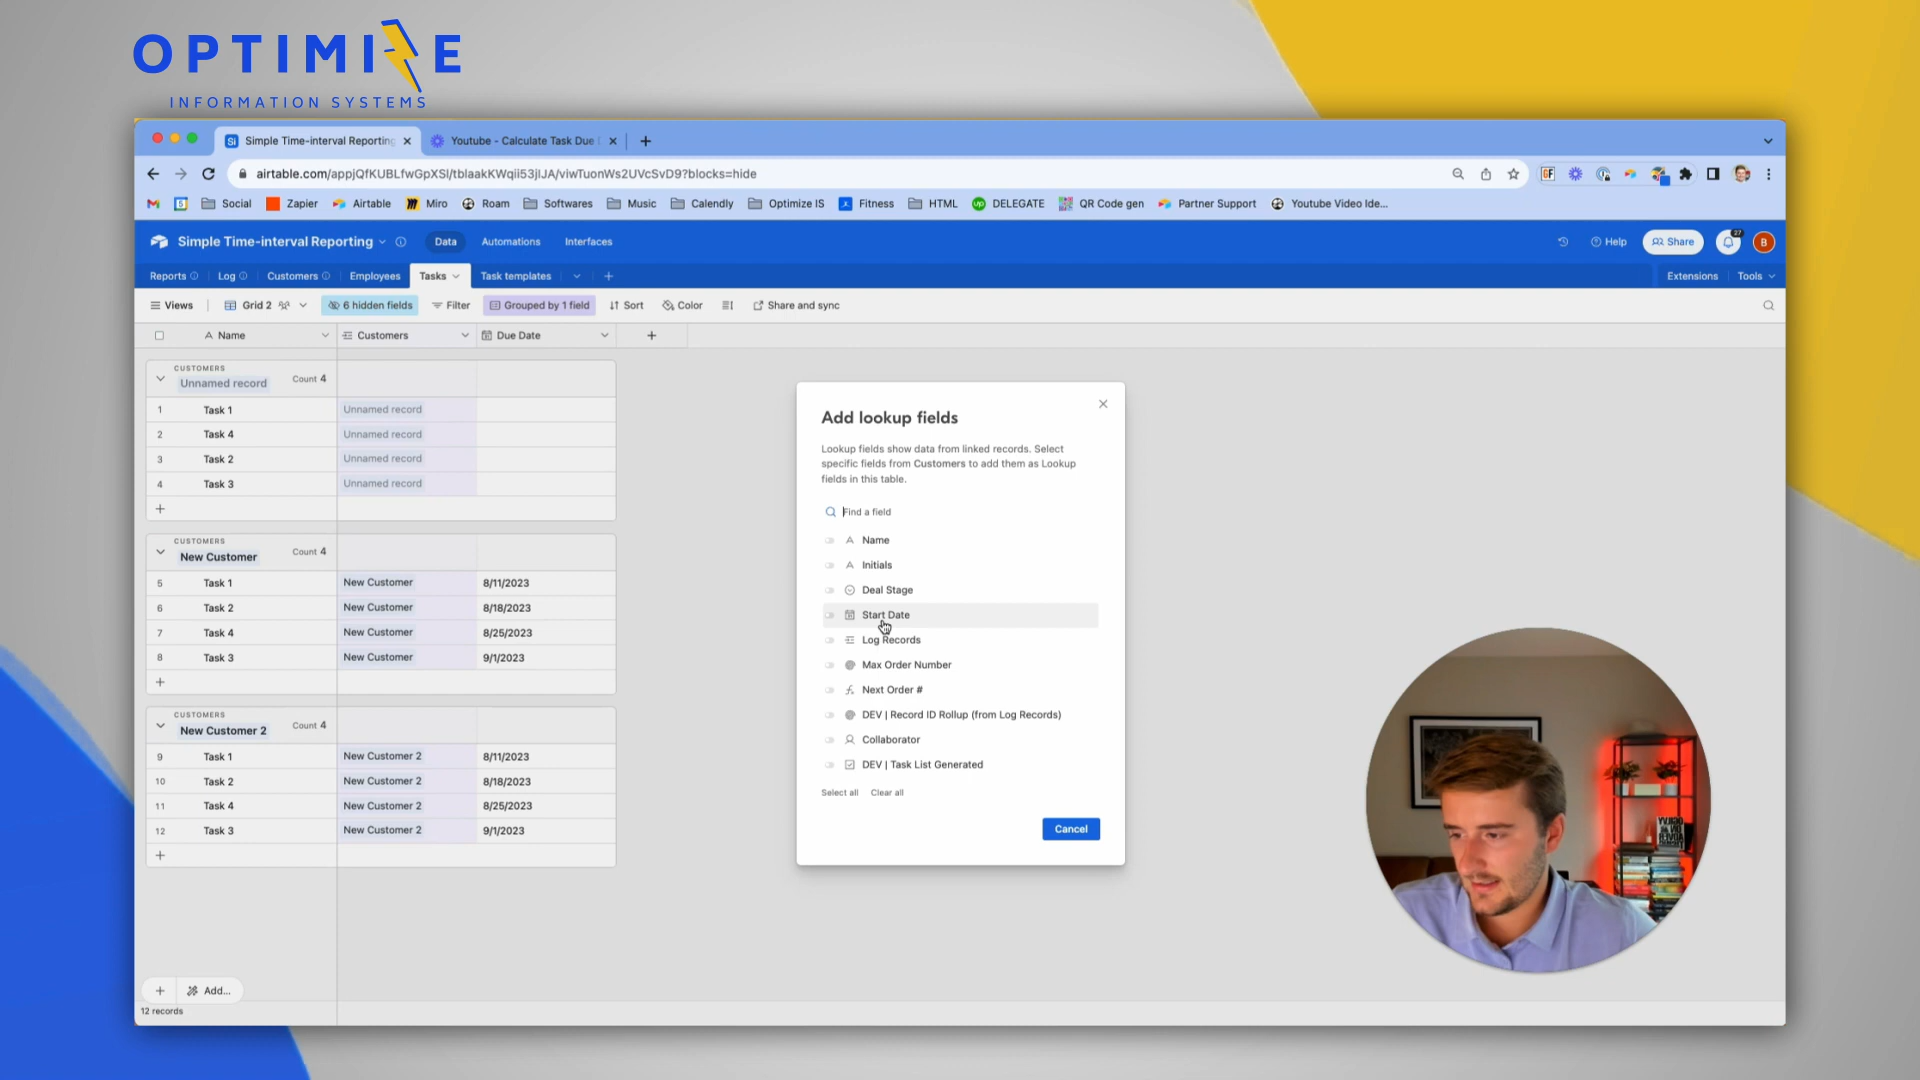 OPTIMIZE
INFORMATION SYSTEMS
Si Simple Time-interval Reporting
Youtube - Calculate Task Due
airtable.com/appjQfKUBLfwGpXSl/tblaakKWqii53jIJA/viwTuonWs2UVcSvD9?blocks=hide
Social Zapier Airtable Miro Roam Softwares Music Calendly Optimize IS Fitness HTML DELEGATE QR Code gen Partner Support Youtube Video Ide...
Simple Time-interval Reporting Data Automations Interfaces Help Share 27 B
Reports Log Customers Employees Tasks Task templates Extensions Tools
Views Grid 2 6 hidden fields Filter Grouped by 1 field Sort Color Share and sync
Name Customers Due Date
CUSTOMERS
Unnamed record Count 4
1 Task 1 Unnamed record
2 Task 4 Unnamed record
3 Task 2 Unnamed record
4 Task 3 Unnamed record
CUSTOMERS
New Customer Count 4
5 Task 1 New Customer 8/11/2023
6 Task 2 New Customer 8/18/2023
7 Task 4 New Customer 8/25/2023
8 Task 3 New Customer 9/1/2023
CUSTOMERS
New Customer 2 Count 4
9 Task 1 New Customer 2 8/11/2023
10 Task 2 New Customer 2 8/18/2023
11 Task 4 New Customer 2 8/25/2023
12 Task 3 New Customer 2 9/1/2023
Add...
12 records
Add lookup fields
Lookup fields show data from linked records. Select
specific fields from Customers to add them as Lookup
fields in this table.
Find a field
Name
Initials
Deal Stage
Start Date
Log Records
Max Order Number
Next Order #
DEV | Record ID Rollup (from Log Records)
Collaborator
DEV | Task List Generated
Select all Clear all
Cancel